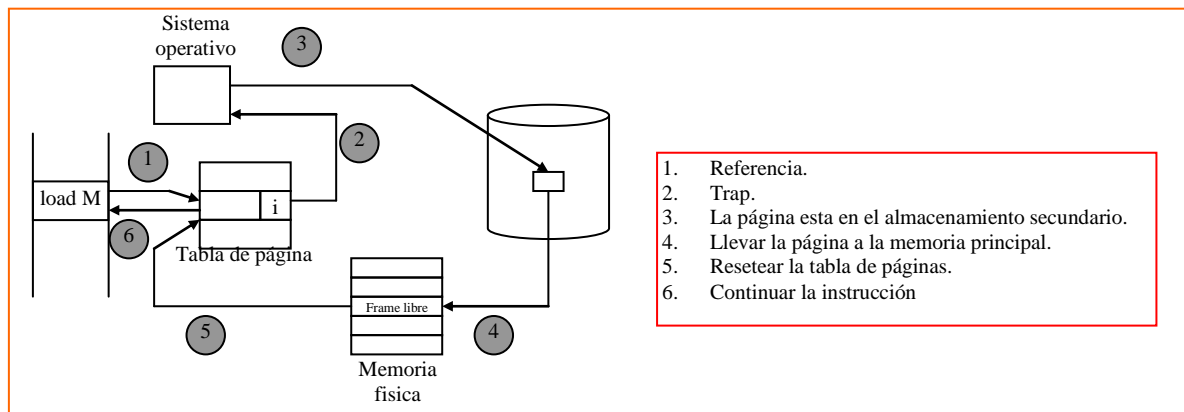 Sistema
operativo
3
2
1
load M
i
6
Tabla de página
Frame libre
5
4
Memoria
fisica
1. Referencia.
2. Trap.
3. La página esta en el almacenamiento secundario.
4. Llevar la página a la memoria principal.
5. Resetear la tabla de páginas.
6. Continuar la instrucción